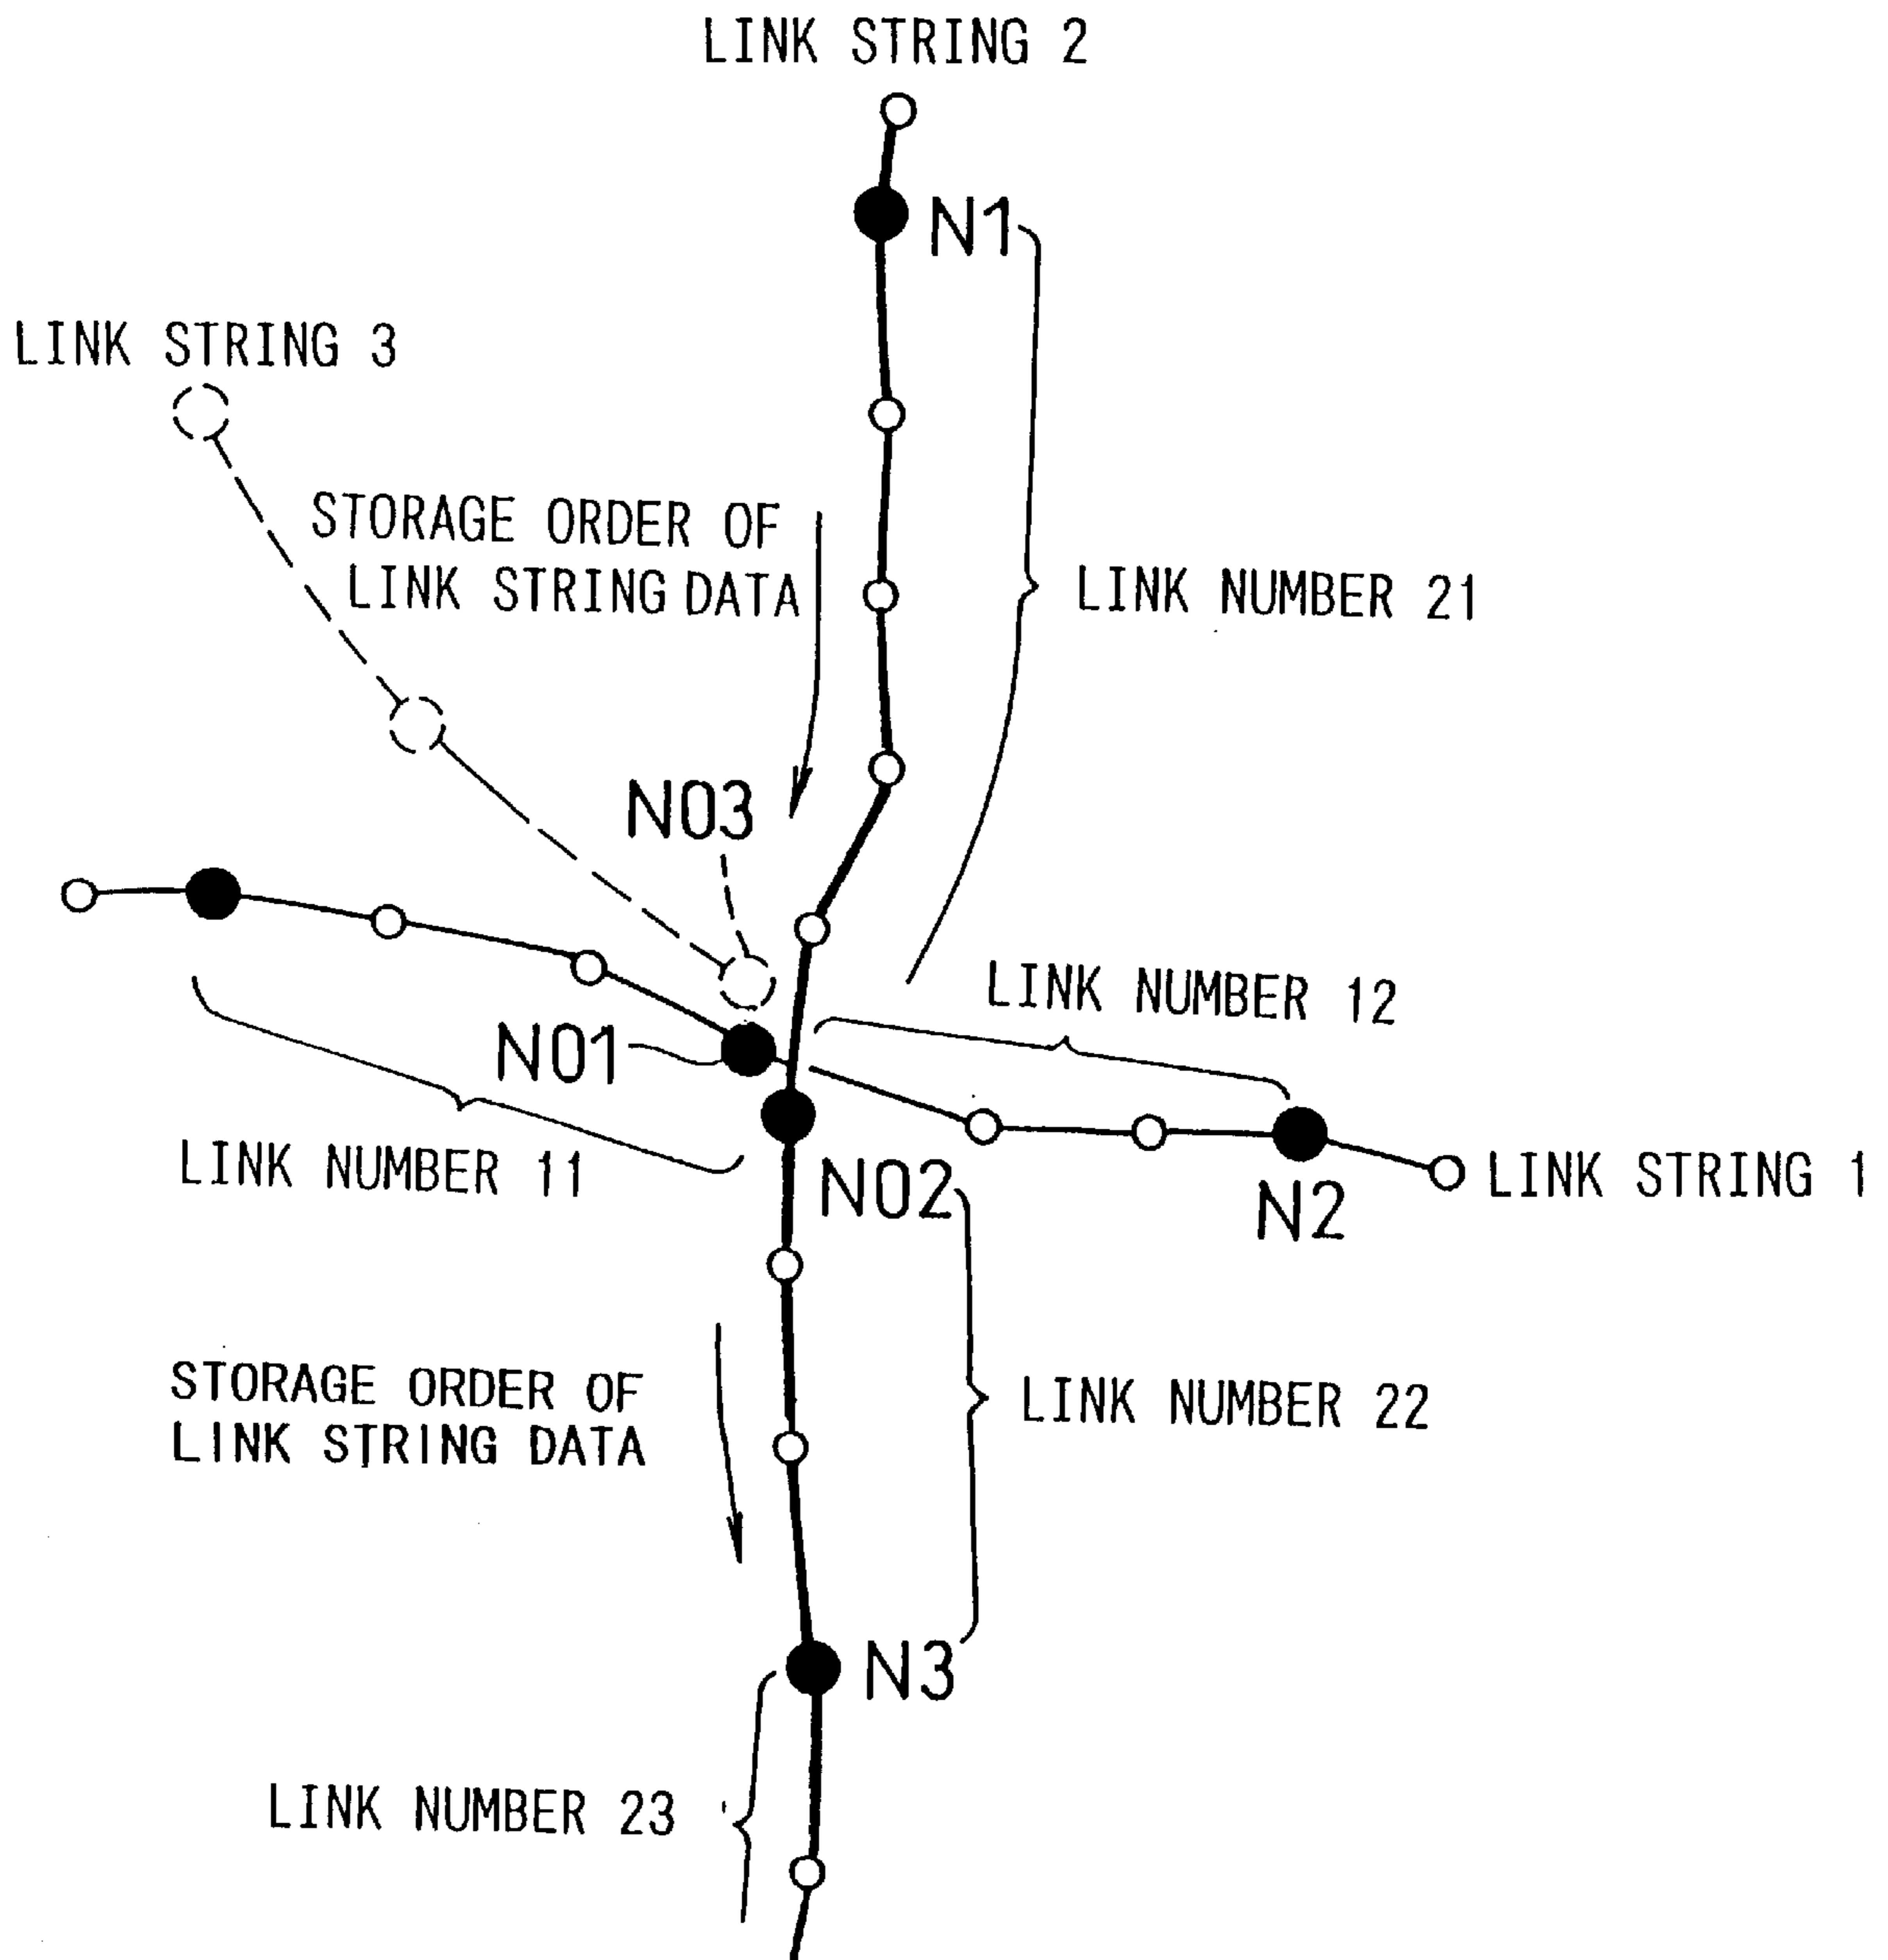 LINK STRING 2
N1
LINK STRING 3
STORAGE ORDER OF
LINK STRING DATA
LINK NUMBER 21
N03
LINK NUMBER 12
N01
LINK NUMBER 11
N02
N2
LINK STRING 1
STORAGE ORDER OF
LINK STRING DATA
LINK NUMBER 22
N3
LINK NUMBER 23